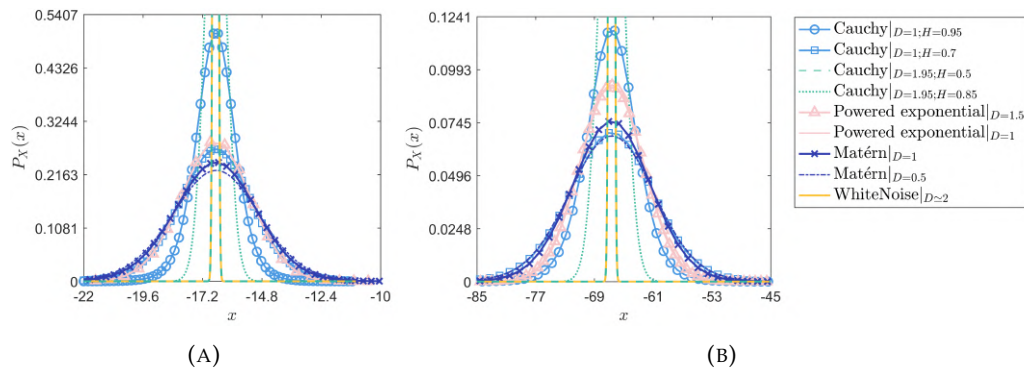 0.5407
0.4326
0.3244
0.2163
0.1081
0
P_X(x)
-22 -19.6 -17.2 -14.8 -12.4 -10
x
(A)
0.1241
0.0993
0.0745
0.0496
0.0248
0
P_X(x)
-85 -77 -69 -61 -53 -45
x
(B)
Cauchy|D=1;H=0.95
Cauchy|D=1;H=0.7
Cauchy|D=1.95;H=0.5
Cauchy|D=1.95;H=0.85
Powered exponential|D=1.5
Powered exponential|D=1
Matérn|D=1
Matérn|D=0.5
WhiteNoise|D≃2